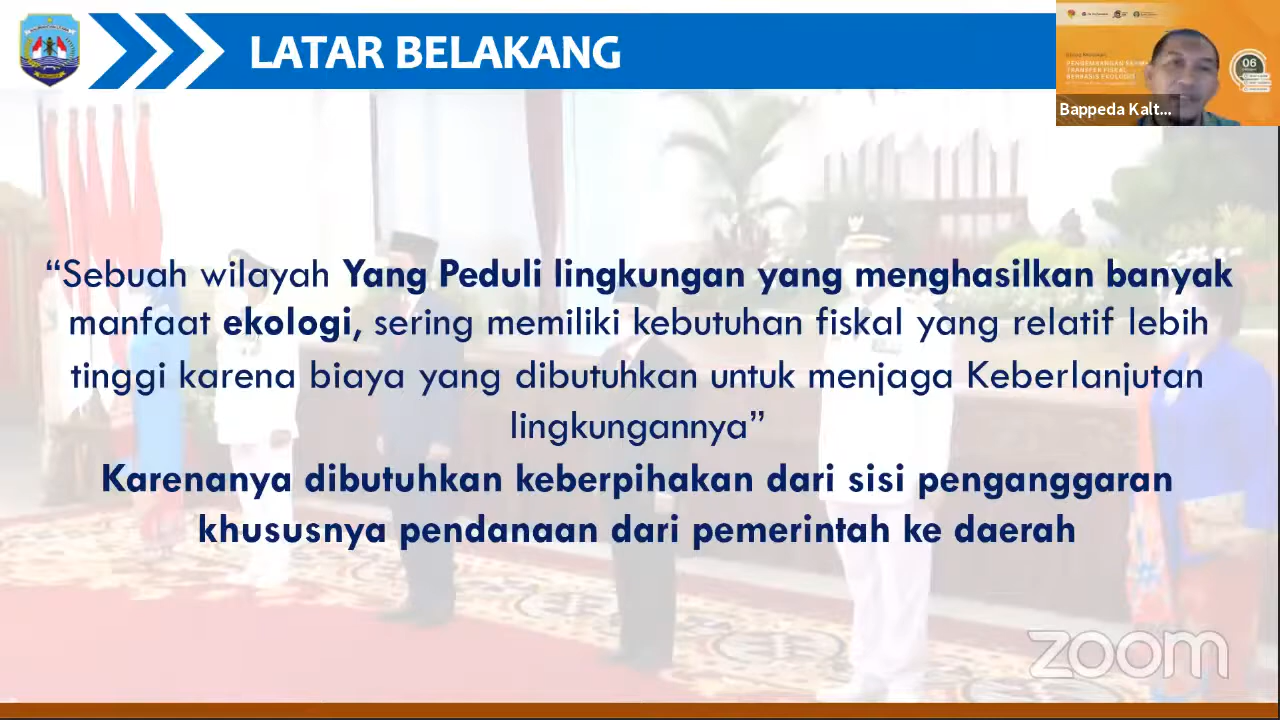 LATAR BELAKANG
06
Bappeda Kalt...
“Sebuah wilayah Yang Peduli lingkungan yang menghasilkan banyak
manfaat ekologi, sering memiliki kebutuhan fiskal yang relatif lebih
tinggi karena biaya yang dibutuhkan untuk menjaga Keberlanjutan
lingkungannya”
Karenanya dibutuhkan keberpihakan dari sisi penganggaran
khususnya pendanaan dari pemerintah ke daerah
zoom